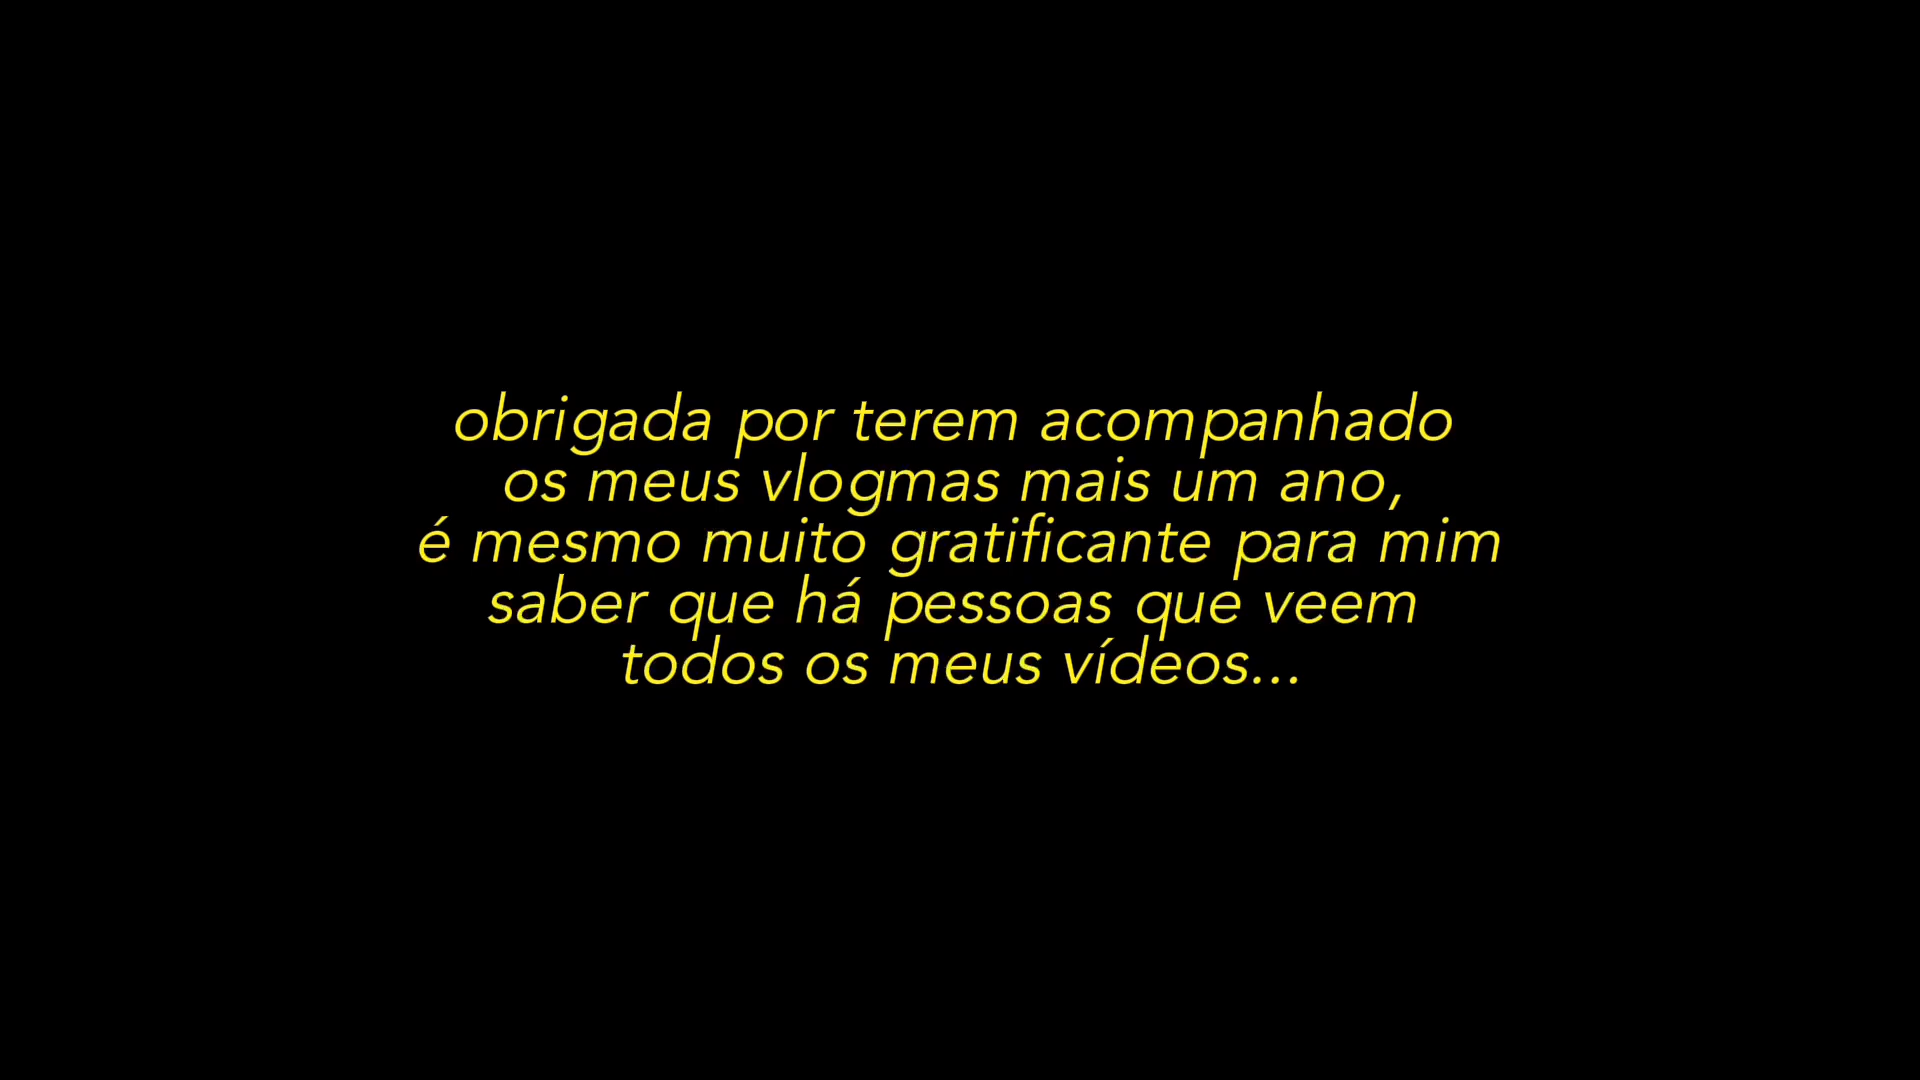 obrigada por terem acompanhado
os meus vlogmas mais um ano,
é mesmo muito gratificante para mim
saber que há pessoas que veem
todos os meus vídeos...